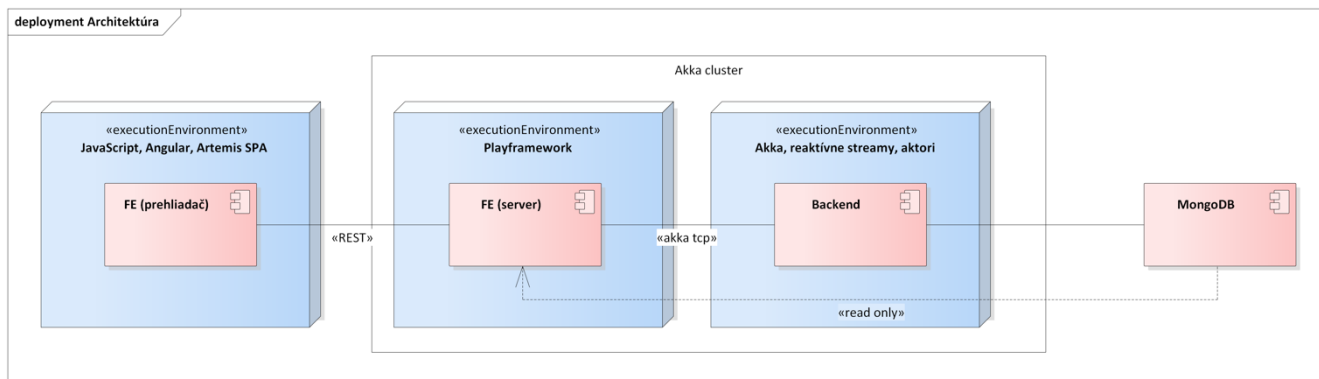 deployment Architektúra
Akka cluster
«executionEnvironment»
JavaScript, Angular, Artemis SPA
«executionEnvironment»
Playframework
«executionEnvironment»
Akka, reaktívne streamy, aktori
FE (prehliadač)
FE (server)
Backend
MongoDB
«REST»
«akka tcp»
«read only»